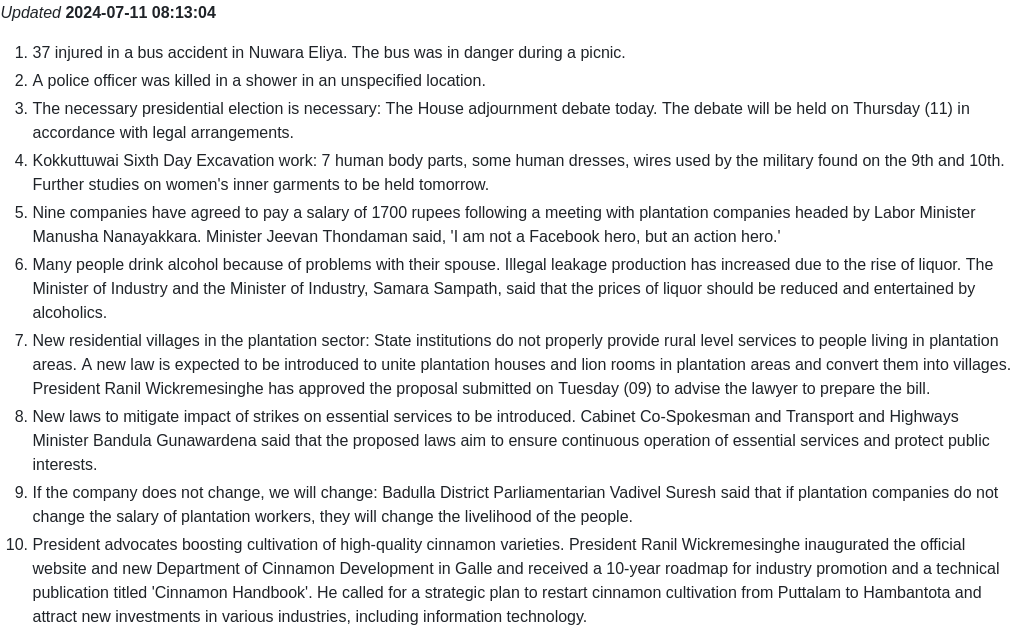 Updated 2024-07-11 08:13:04
1. 37 injured in a bus accident in Nuwara Eliya. The bus was in danger during a picnic.
2. A police officer was killed in a shower in an unspecified location.
3. The necessary presidential election is necessary: The House adjournment debate today. The debate will be held on Thursday (11) in
accordance with legal arrangements.
4. Kokkuttuwai Sixth Day Excavation work: 7 human body parts, some human dresses, wires used by the military found on the 9th and 10th.
Further studies on women's inner garments to be held tomorrow.
5. Nine companies have agreed to pay a salary of 1700 rupees following a meeting with plantation companies headed by Labor Minister
Manusha Nanayakkara. Minister Jeevan Thondaman said, 'I am not a Facebook hero, but an action hero.'
6. Many people drink alcohol because of problems with their spouse. Illegal leakage production has increased due to the rise of liquor. The
Minister of Industry and the Minister of Industry, Samara Sampath, said that the prices of liquor should be reduced and entertained by
alcoholics.
7. New residential villages in the plantation sector: State institutions do not properly provide rural level services to people living in plantation
areas. A new law is expected to be introduced to unite plantation houses and lion rooms in plantation areas and convert them into villages.
President Ranil Wickremesinghe has approved the proposal submitted on Tuesday (09) to advise the lawyer to prepare the bill.
8. New laws to mitigate impact of strikes on essential services to be introduced. Cabinet Co-Spokesman and Transport and Highways
Minister Bandula Gunawardena said that the proposed laws aim to ensure continuous operation of essential services and protect public
interests.
9. If the company does not change, we will change: Badulla District Parliamentarian Vadivel Suresh said that if plantation companies do not
change the salary of plantation workers, they will change the livelihood of the people.
10. President advocates boosting cultivation of high-quality cinnamon varieties. President Ranil Wickremesinghe inaugurated the official
website and new Department of Cinnamon Development in Galle and received a 10-year roadmap for industry promotion and a technical
publication titled 'Cinnamon Handbook'. He called for a strategic plan to restart cinnamon cultivation from Puttalam to Hambantota and
attract new investments in various industries, including information technology.